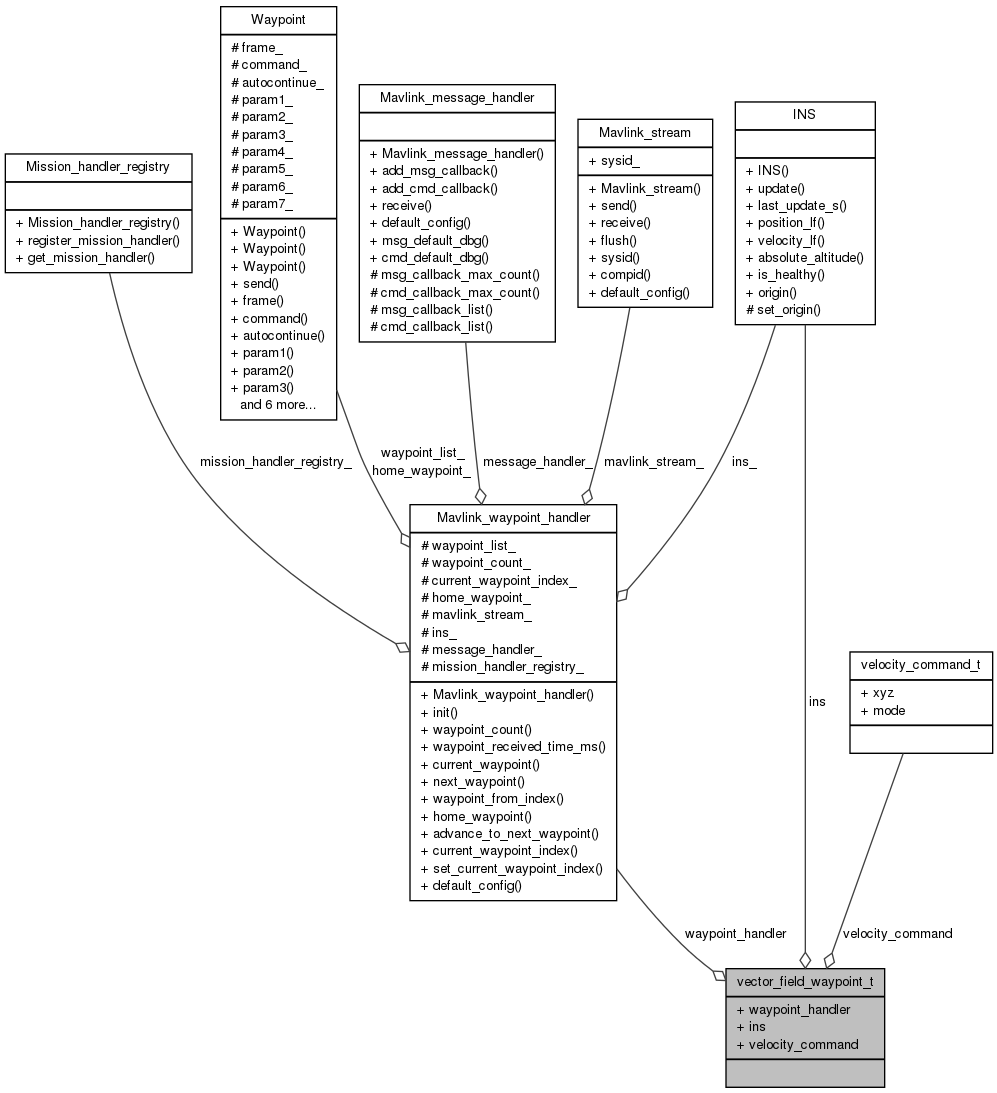 Waypoint
# frame_
# command_
# autocontinue_
# param1_
# param2_
# param3_
# param4_
# param5_
# param6_
# param7_
+ Waypoint()
+ Waypoint()
+ Waypoint()
+ send()
+ frame()
+ command()
+ autocontinue()
+ param1()
+ param2()
+ param3()
and 6 more...
Mavlink_message_handler
+ Mavlink_message_handler()
+ add_msg_callback()
+ add_cmd_callback()
+ receive()
+ default_config()
+ msg_default_dbg()
+ cmd_default_dbg()
# msg_callback_max_count()
# cmd_callback_max_count()
# msg_callback_list()
# cmd_callback_list()
Mavlink_stream
+ sysid_
+ Mavlink_stream()
+ send()
+ receive()
+ flush()
+ sysid()
+ compid()
+ default_config()
INS
+ INS()
+ update()
+ last_update_s()
+ position_lf()
+ velocity_lf()
+ absolute_altitude()
+ is_healthy()
+ origin()
# set_origin()
Mission_handler_registry
+ Mission_handler_registry()
+ register_mission_handler()
+ get_mission_handler()
mission_handler_registry_
waypoint_list_
home_waypoint_
message_handler_
mavlink_stream_
ins_
Mavlink_waypoint_handler
# waypoint_list_
# waypoint_count_
# current_waypoint_index_
# home_waypoint_
# mavlink_stream_
# ins_
# message_handler_
# mission_handler_registry_
+ Mavlink_waypoint_handler()
+ init()
+ waypoint_count()
+ waypoint_received_time_ms()
+ current_waypoint()
+ next_waypoint()
+ waypoint_from_index()
+ home_waypoint()
+ advance_to_next_waypoint()
+ current_waypoint_index()
+ set_current_waypoint_index()
+ default_config()
ins
velocity_command_t
+ xyz
+ mode
waypoint_handler
velocity_command
vector_field_waypoint_t
+ waypoint_handler
+ ins
+ velocity_command